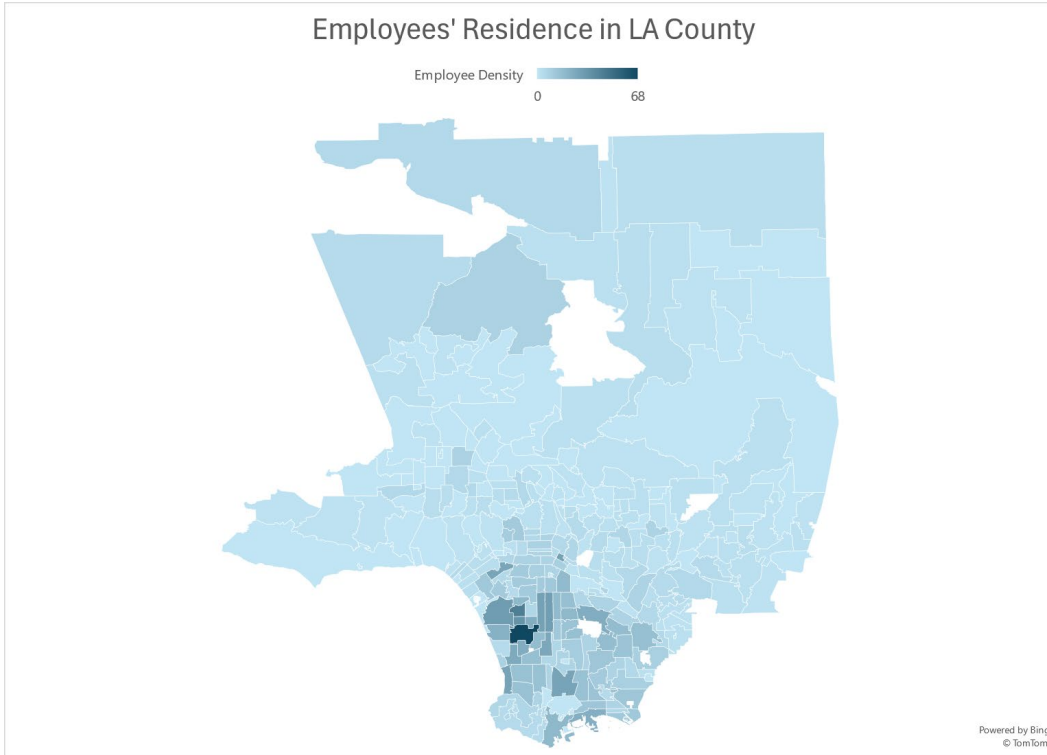 Employees' Residence in LA County
Employee Density
0 68
Powered by Bing
© TomTom